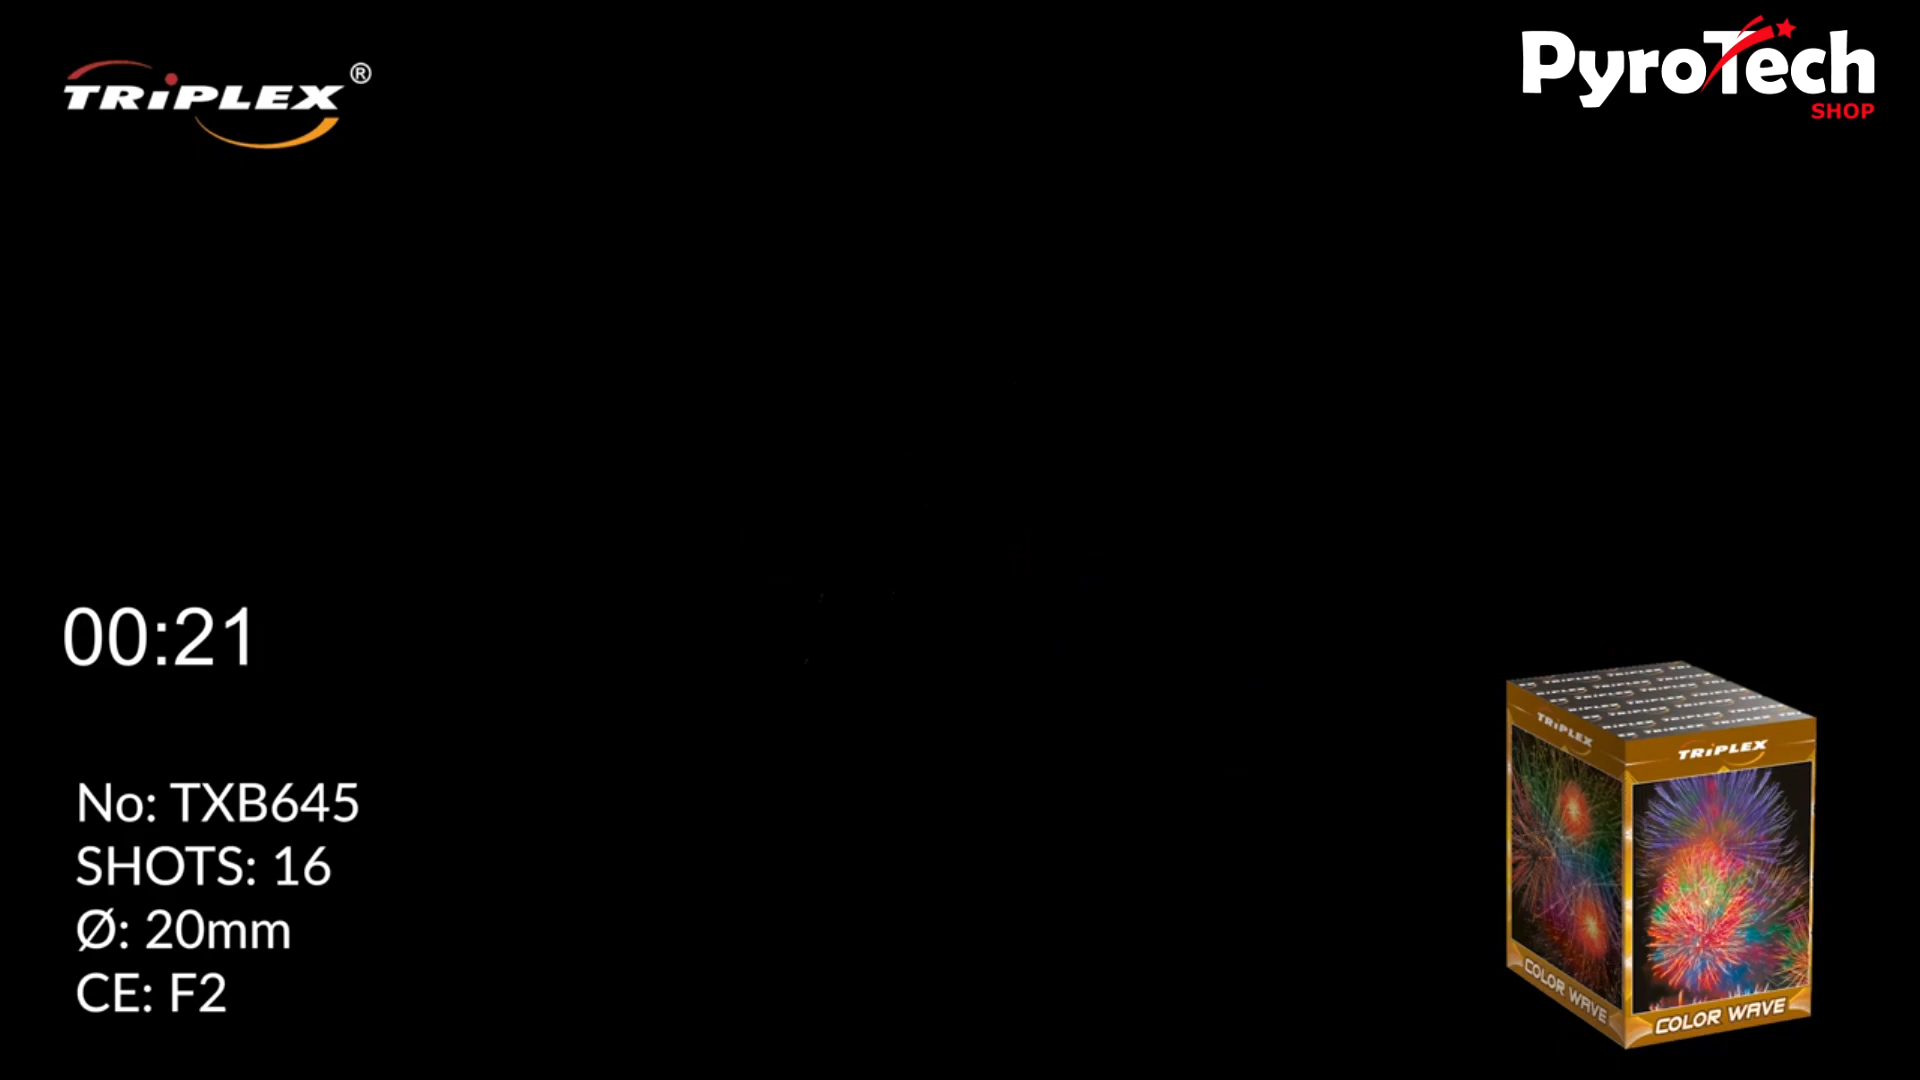 TRiPLEX®
PyroTech
SHOP
00:21
No: TXB645
SHOTS: 16
Ø: 20mm
CE: F2
TRiPLEX
TRiPLEX
COLOR WAVE
COLOR WAVE